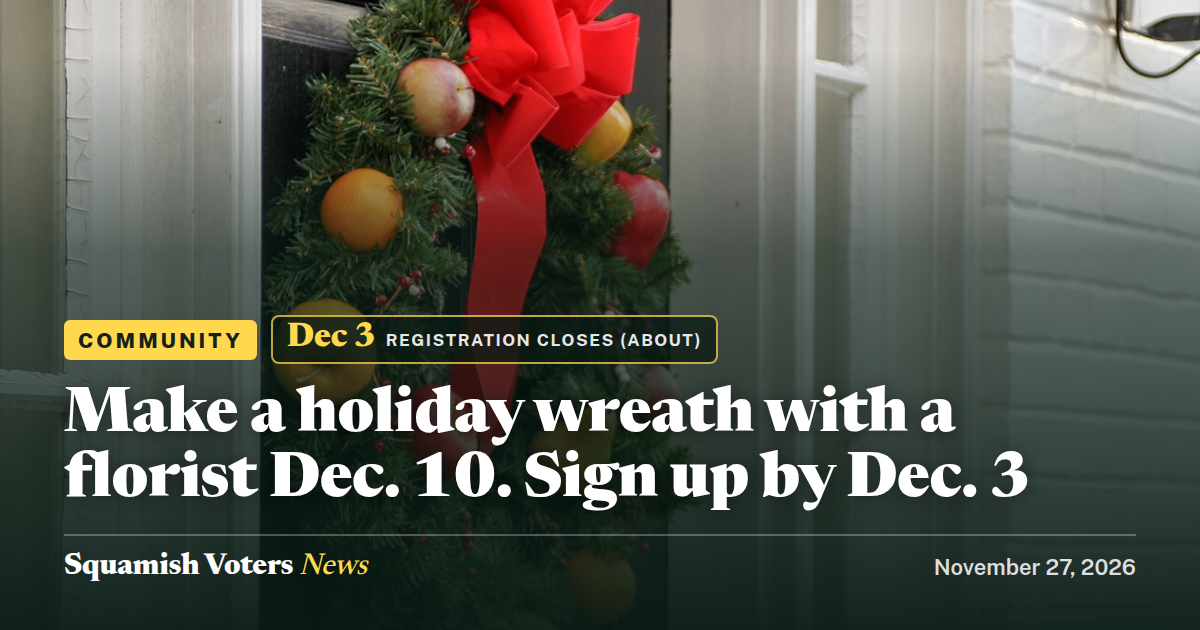 COMMUNITY
Dec 3 REGISTRATION CLOSES (ABOUT)
Make a holiday wreath with a
florist Dec. 10. Sign up by Dec. 3
Squamish Voters News
November 27, 2026